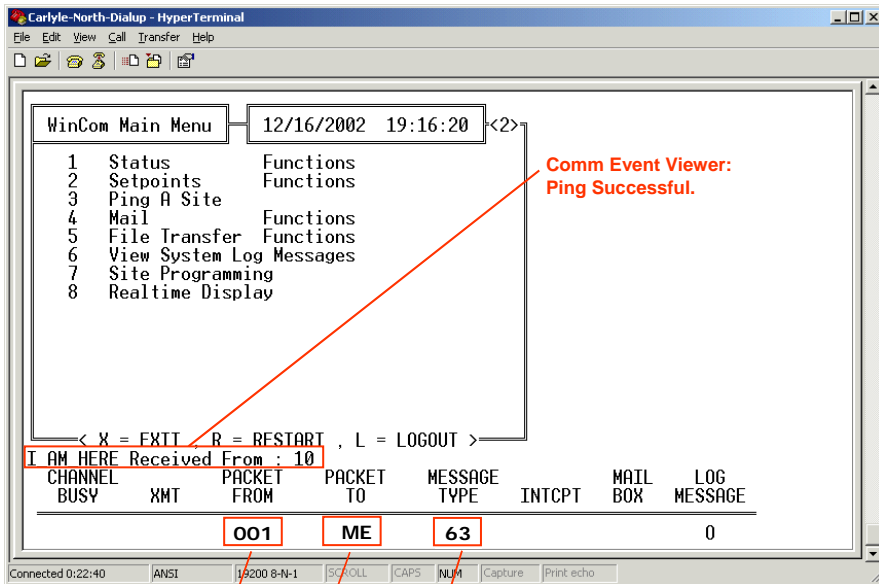 Carlyle-North-Dialup - HyperTerminal
File Edit View Call Transfer Help
WinCom Main Menu 12/16/2002 19:16:20 <2>
1 Status Functions
2 Setpoints Functions
3 Ping A Site
4 Mail Functions
5 File Transfer Functions
6 View System Log Messages
7 Site Programming
8 Realtime Display
Comm Event Viewer:
Ping Successful.
< X = EXIT , R = RESTART , L = LOGOUT >
I AM HERE Received From : 10
CHANNEL PACKET PACKET MESSAGE MAIL LOG
BUSY XMT FROM TO TYPE INTCPT BOX MESSAGE
001 ME 63 0
Connected 0:22:40 ANSI 19200 8-N-1 SCROLL CAPS NUM Capture Print echo